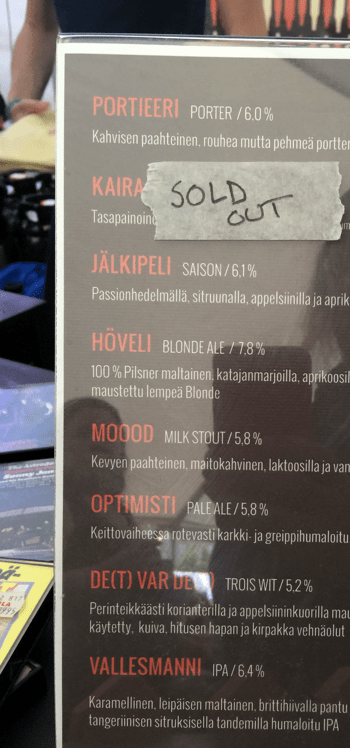 PORTIEERI PORTER / 6.0 %
Kahvisen paahteinen, rouhea mutta pehmeä portter
KAIRA
SOLD
OUT
Tasapainoine
JÄLKIPELI SAISON / 6,1 %
Passionhedelmällä, sitruunalla, appelsiinilla ja aprik
HÖVELI BLONDE ALE / 7,8 %
100 % Pilsner maltainen, katajanmarjoilla, aprikoosil
maustettu lempeä Blonde
MOOOD MILK STOUT / 5,8 %
Kevyen paahteinen, maitokahvinen, laktoosilla ja van
OPTIMISTI PALE ALE / 5,8 %
Keittovaiheessa rotevasti karkki- ja greippihumaloitu
DE(T) VAR DE(T) TROIS WIT / 5.2 %
Perinteikkäästi korianterilla ja appelsiininkuorilla mau
käytetty, kuiva, hitusen hapan ja kirpakka vehnäolut
VALLESMANNI IPA / 6,4 %
Karamellinen, leipäisen maltainen, brittihiivalla pantu
tangeriinisen sitruksisella tandemilla humaloitu IPA